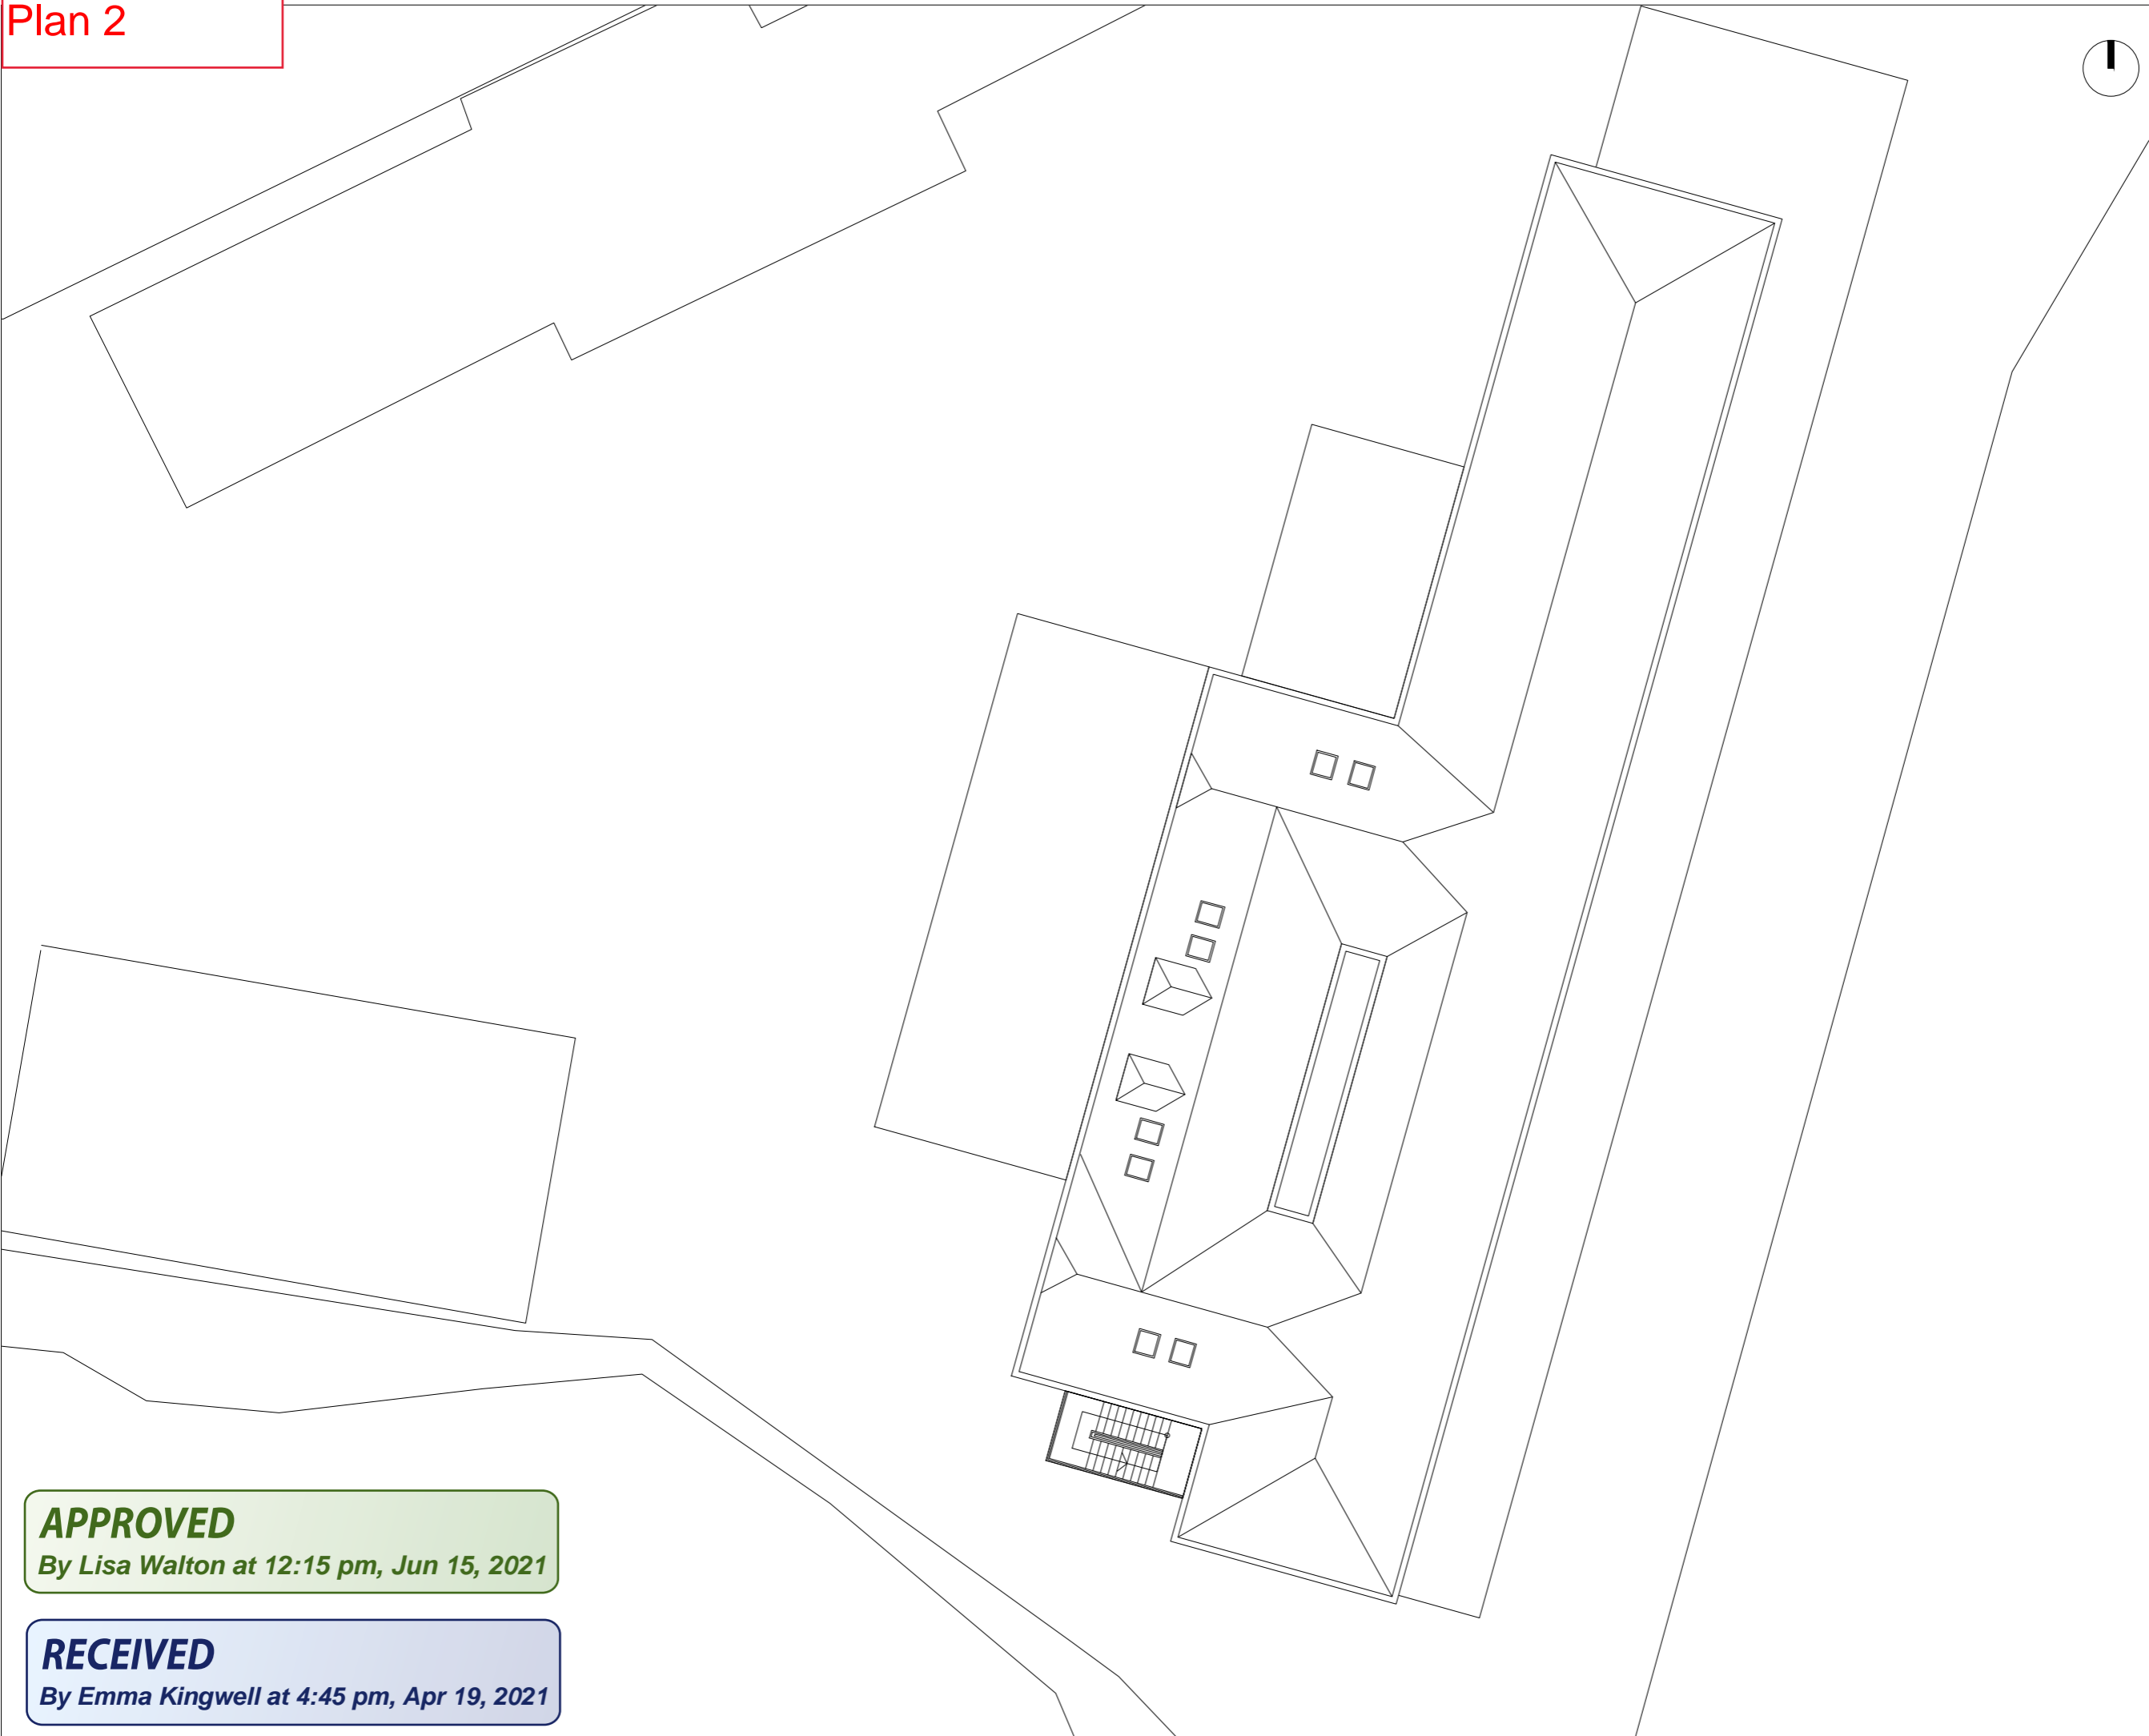 Plan 2
APPROVED
By Lisa Walton at 12:15 pm, Jun 15, 2021
RECEIVED
By Emma Kingwell at 4:45 pm, Apr 19, 2021